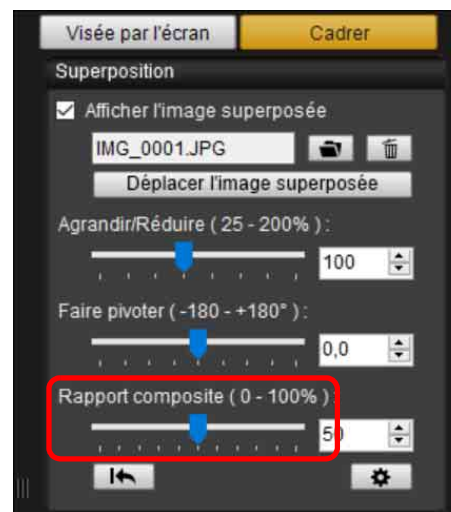 Visée par l'écran Cadrer
Superposition
Afficher l'image superposée
IMG_0001.JPG
Déplacer l'image superposée
Agrandir/Réduire ( 25 - 200% ) :
100
Faire pivoter ( -180 - +180° ) :
0,0
Rapport composite ( 0 - 100% ) :
50